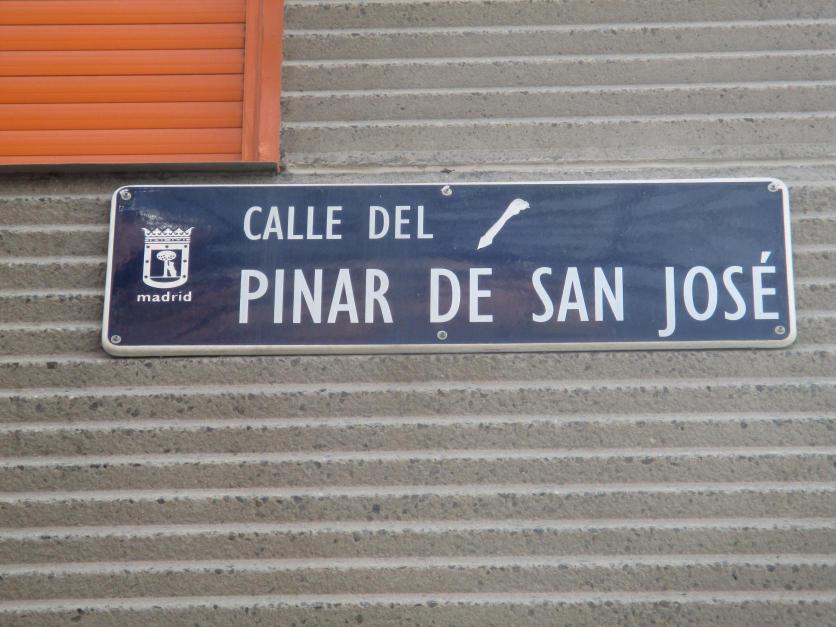 CALLE DEL
PINAR DE SAN JOSÉ
madrid